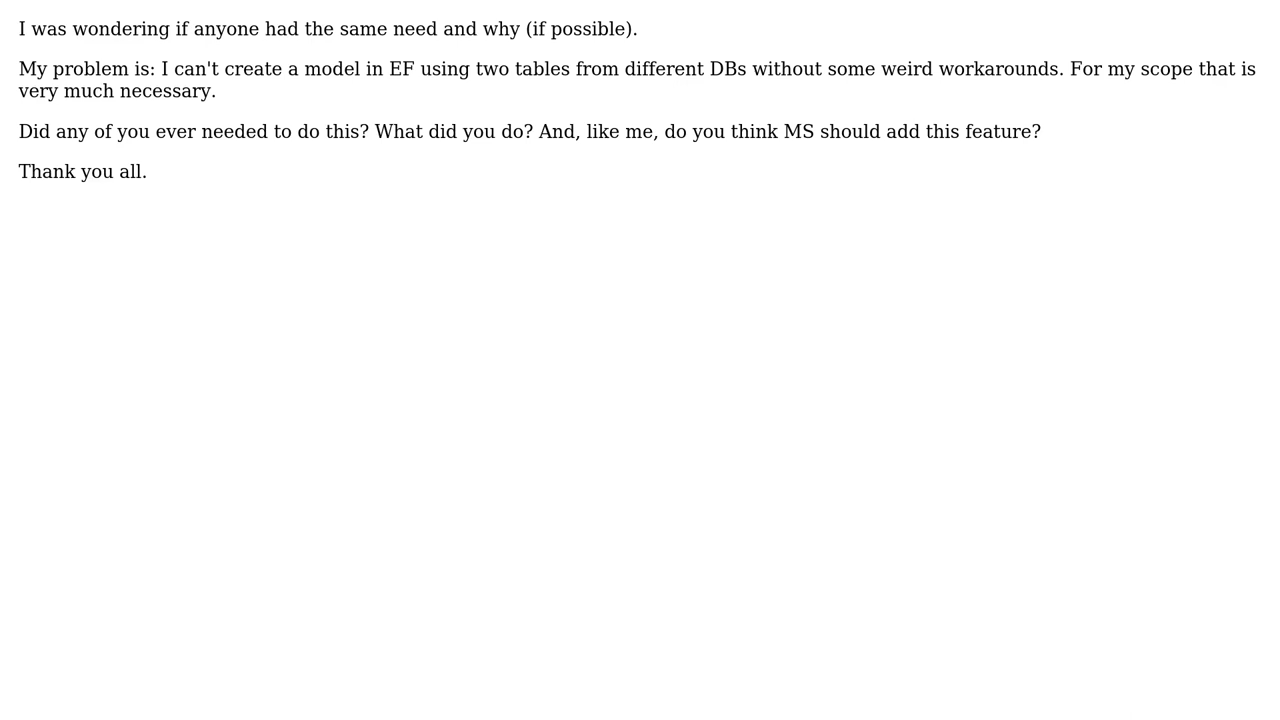 I was wondering if anyone had the same need and why (if possible).
My problem is: I can't create a model in EF using two tables from different DBs without some weird workarounds. For my scope that is
very much necessary.
Did any of you ever needed to do this? What did you do? And, like me, do you think MS should add this feature?
Thank you all.